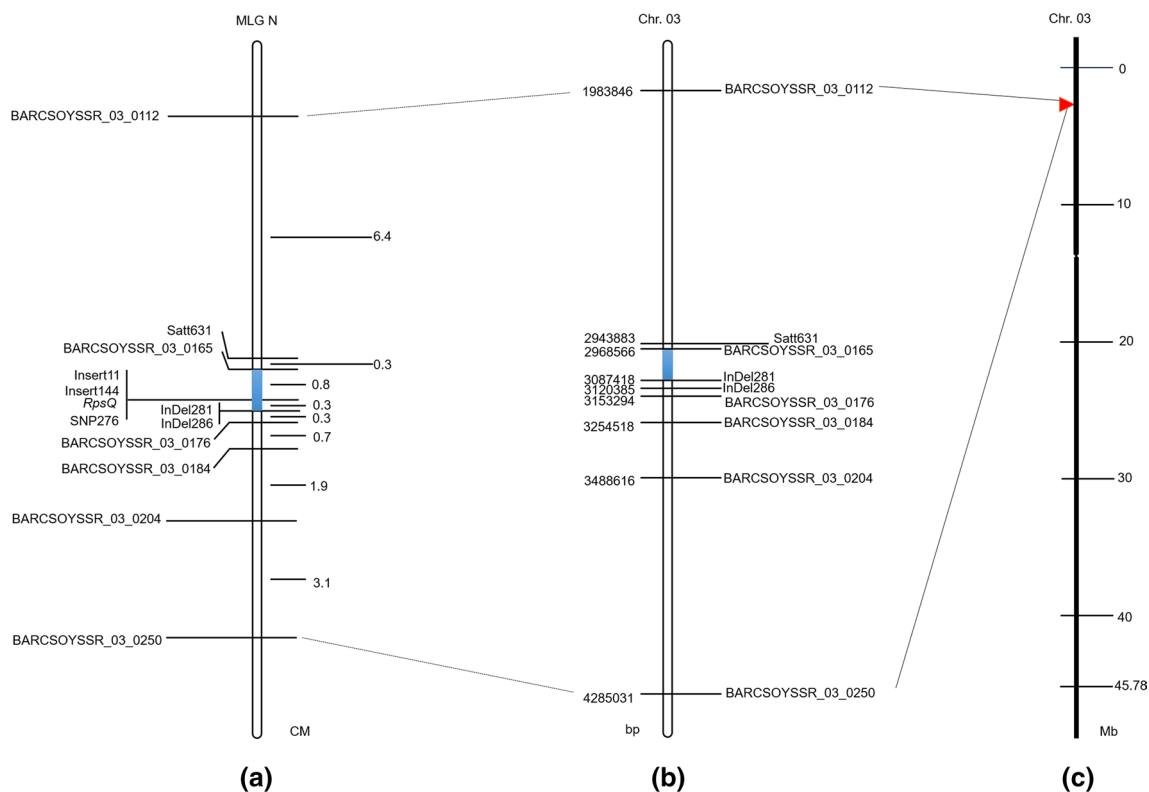 MLG N
BARCSOYSSR_03_0112
6.4
Satt631
BARCSOYSSR_03_0165
0.3
Insert11
0.8
Insert144
RpsQ
0.3
InDel281
SNP276
InDel286
0.3
BARCSOYSSR_03_0176
0.7
BARCSOYSSR_03_0184
1.9
BARCSOYSSR_03_0204
3.1
BARCSOYSSR_03_0250
CM
(a)
Chr. 03
1983846 BARCSOYSSR_03_0112
2943883 Satt631
2968566 BARCSOYSSR_03_0165
3087418 InDel281
3120385 InDel286
3153294 BARCSOYSSR_03_0176
3254518 BARCSOYSSR_03_0184
3488616 BARCSOYSSR_03_0204
4285031 BARCSOYSSR_03_0250
bp
(b)
Chr. 03
0
10
20
30
40
45.78
Mb
(c)